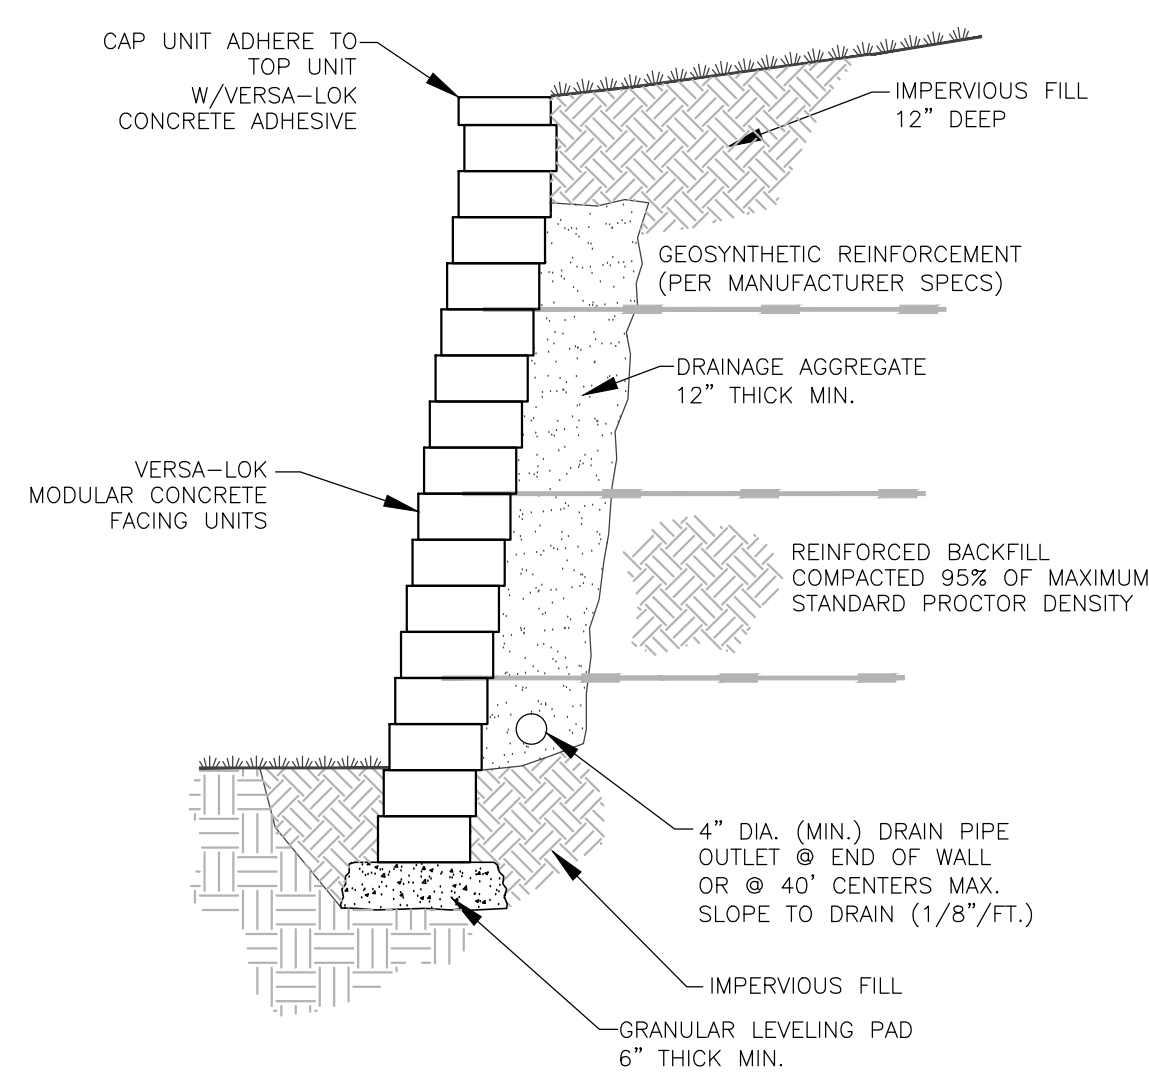 CAP UNIT ADHERE TO
TOP UNIT
W/VERSA-LOK
CONCRETE ADHESIVE
IMPERVIOUS FILL
12” DEEP
GEOSYNTHETIC REINFORCEMENT
(PER MANUFACTURER SPECS)
DRAINAGE AGGREGATE
12” THICK MIN.
VERSA-LOK
MODULAR CONCRETE
FACING UNITS
REINFORCED BACKFILL
COMPACTED 95% OF MAXIMUM
STANDARD PROCTOR DENSITY
4” DIA. (MIN.) DRAIN PIPE
OUTLET @ END OF WALL
OR @ 40’ CENTERS MAX.
SLOPE TO DRAIN (1/8”/FT.)
IMPERVIOUS FILL
GRANULAR LEVELING PAD
6” THICK MIN.